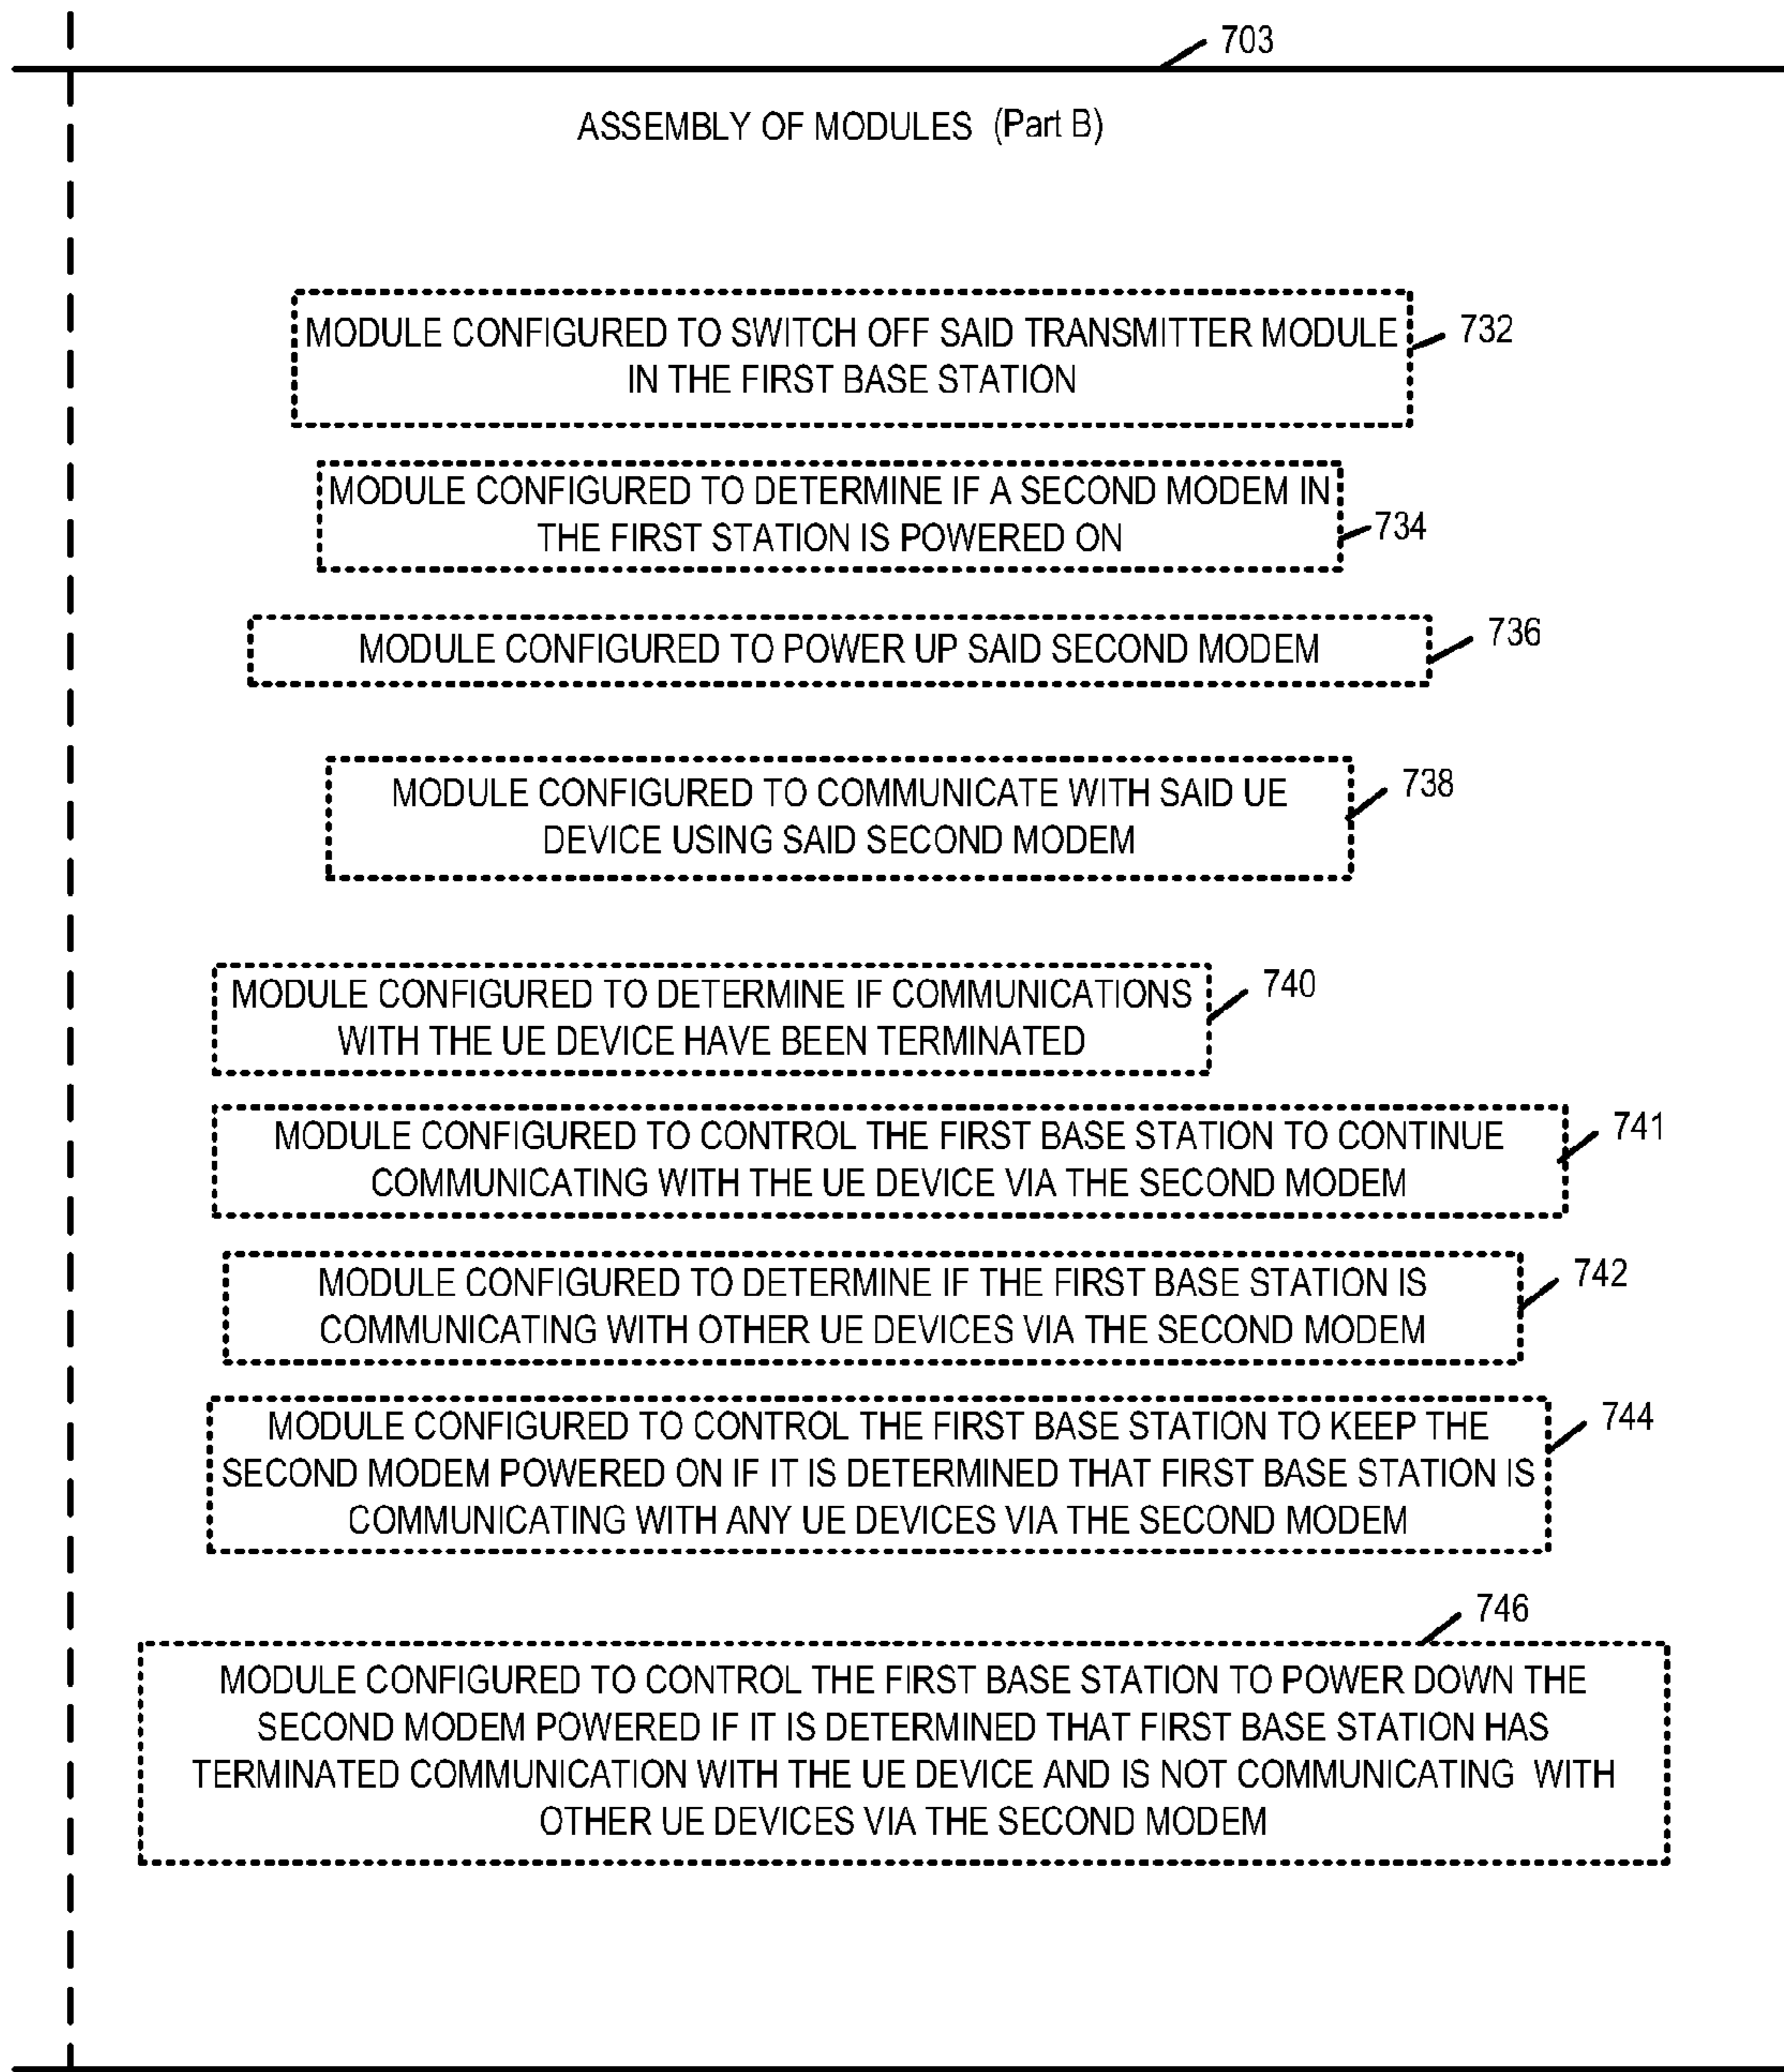 703
ASSEMBLY OF MODULES (Part B)
MODULE CONFIGURED TO SWITCH OFF SAID TRANSMITTER MODULE
IN THE FIRST BASE STATION
732
MODULE CONFIGURED TO DETERMINE IF A SECOND MODEM IN
THE FIRST STATION IS POWERED ON
734
MODULE CONFIGURED TO POWER UP SAID SECOND MODEM
736
MODULE CONFIGURED TO COMMUNICATE WITH SAID UE
DEVICE USING SAID SECOND MODEM
738
MODULE CONFIGURED TO DETERMINE IF COMMUNICATIONS
WITH THE UE DEVICE HAVE BEEN TERMINATED
740
MODULE CONFIGURED TO CONTROL THE FIRST BASE STATION TO CONTINUE
COMMUNICATING WITH THE UE DEVICE VIA THE SECOND MODEM
741
MODULE CONFIGURED TO DETERMINE IF THE FIRST BASE STATION IS
COMMUNICATING WITH OTHER UE DEVICES VIA THE SECOND MODEM
742
MODULE CONFIGURED TO CONTROL THE FIRST BASE STATION TO KEEP THE
SECOND MODEM POWERED ON IF IT IS DETERMINED THAT FIRST BASE STATION IS
COMMUNICATING WITH ANY UE DEVICES VIA THE SECOND MODEM
744
746
MODULE CONFIGURED TO CONTROL THE FIRST BASE STATION TO POWER DOWN THE
SECOND MODEM POWERED IF IT IS DETERMINED THAT FIRST BASE STATION HAS
TERMINATED COMMUNICATION WITH THE UE DEVICE AND IS NOT COMMUNICATING WITH
OTHER UE DEVICES VIA THE SECOND MODEM